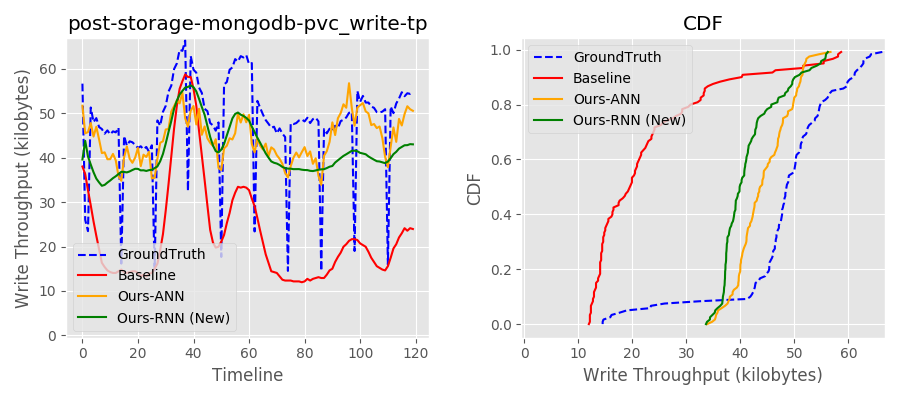 post-storage-mongodb-pvc_write-tp
Write Throughput (kilobytes)
60
50
40
30
20
10
0
GroundTruth
Baseline
Ours-ANN
Ours-RNN (New)
0 20 40 60 80 100 120
Timeline
CDF
CDF
1.0
0.8
0.6
0.4
0.2
0.0
GroundTruth
Baseline
Ours-ANN
Ours-RNN (New)
0 10 20 30 40 50 60
Write Throughput (kilobytes)